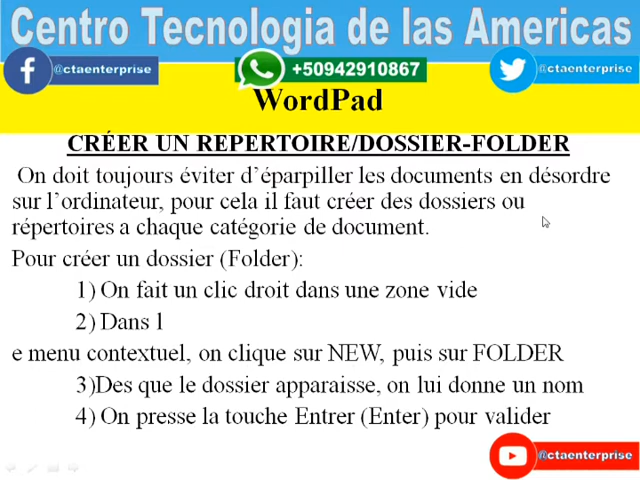 Centro Tecnologia de las Americas
@ctaenterprise +50942910867 @ctaenterprise
WordPad
CRÉER UN REPERTOIRE/DOSSIER-FOLDER
On doit toujours éviter d’éparpiller les documents en désordre
sur l’ordinateur, pour cela il faut créer des dossiers ou
répertoires a chaque catégorie de document.
Pour créer un dossier (Folder):
1) On fait un clic droit dans une zone vide
2) Dans l
e menu contextuel, on clique sur NEW, puis sur FOLDER
3)Des que le dossier apparaisse, on lui donne un nom
4) On presse la touche Entrer (Enter) pour valider
@ctaenterprise